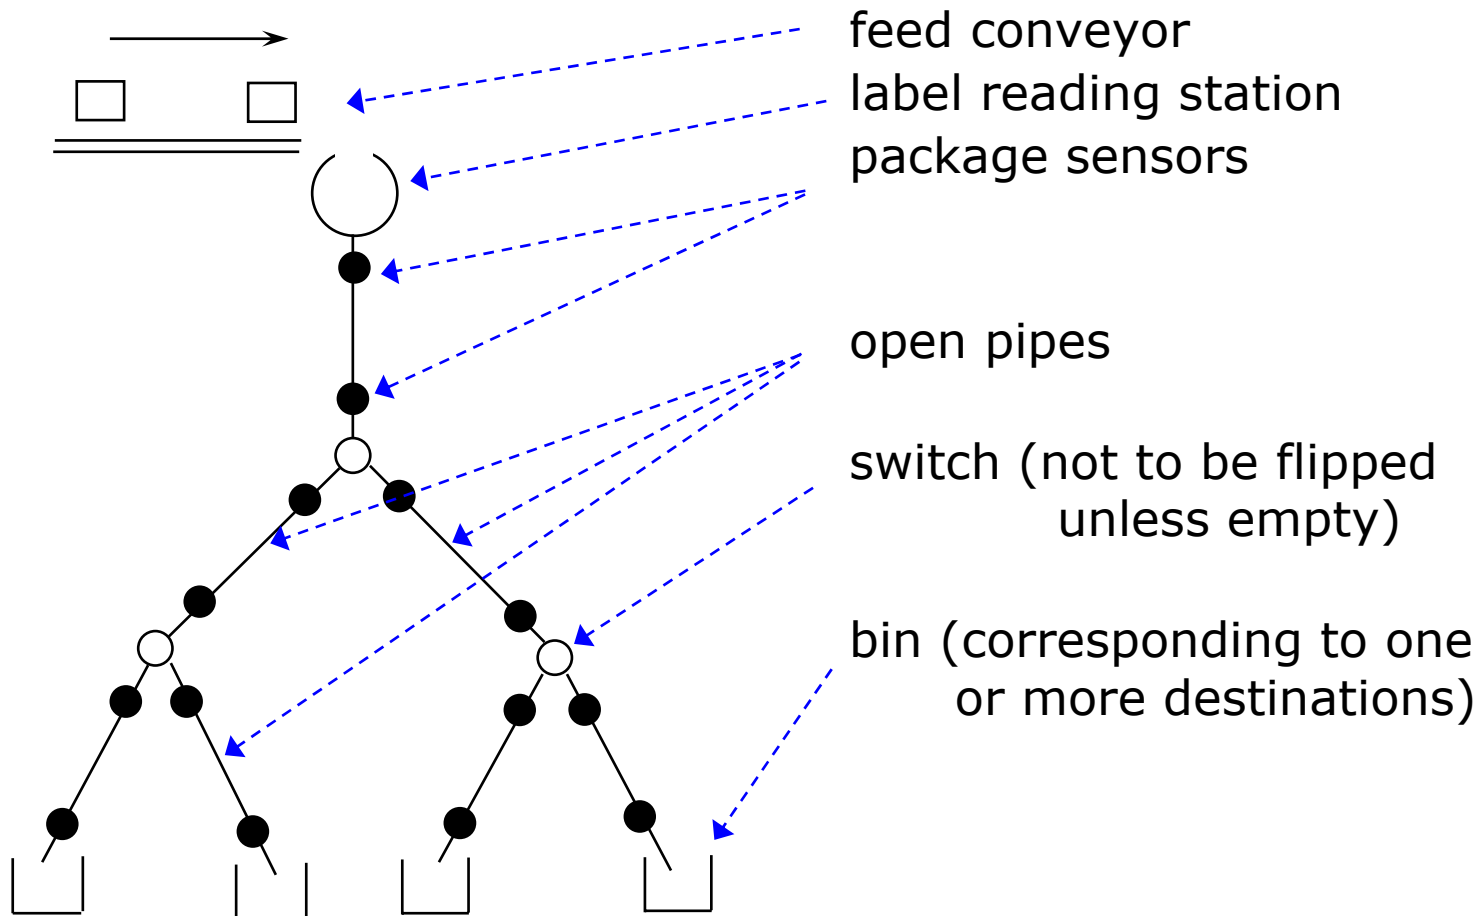 feed conveyor
label reading station
package sensors
open pipes
switch (not to be flipped
unless empty)
bin (corresponding to one
or more destinations)